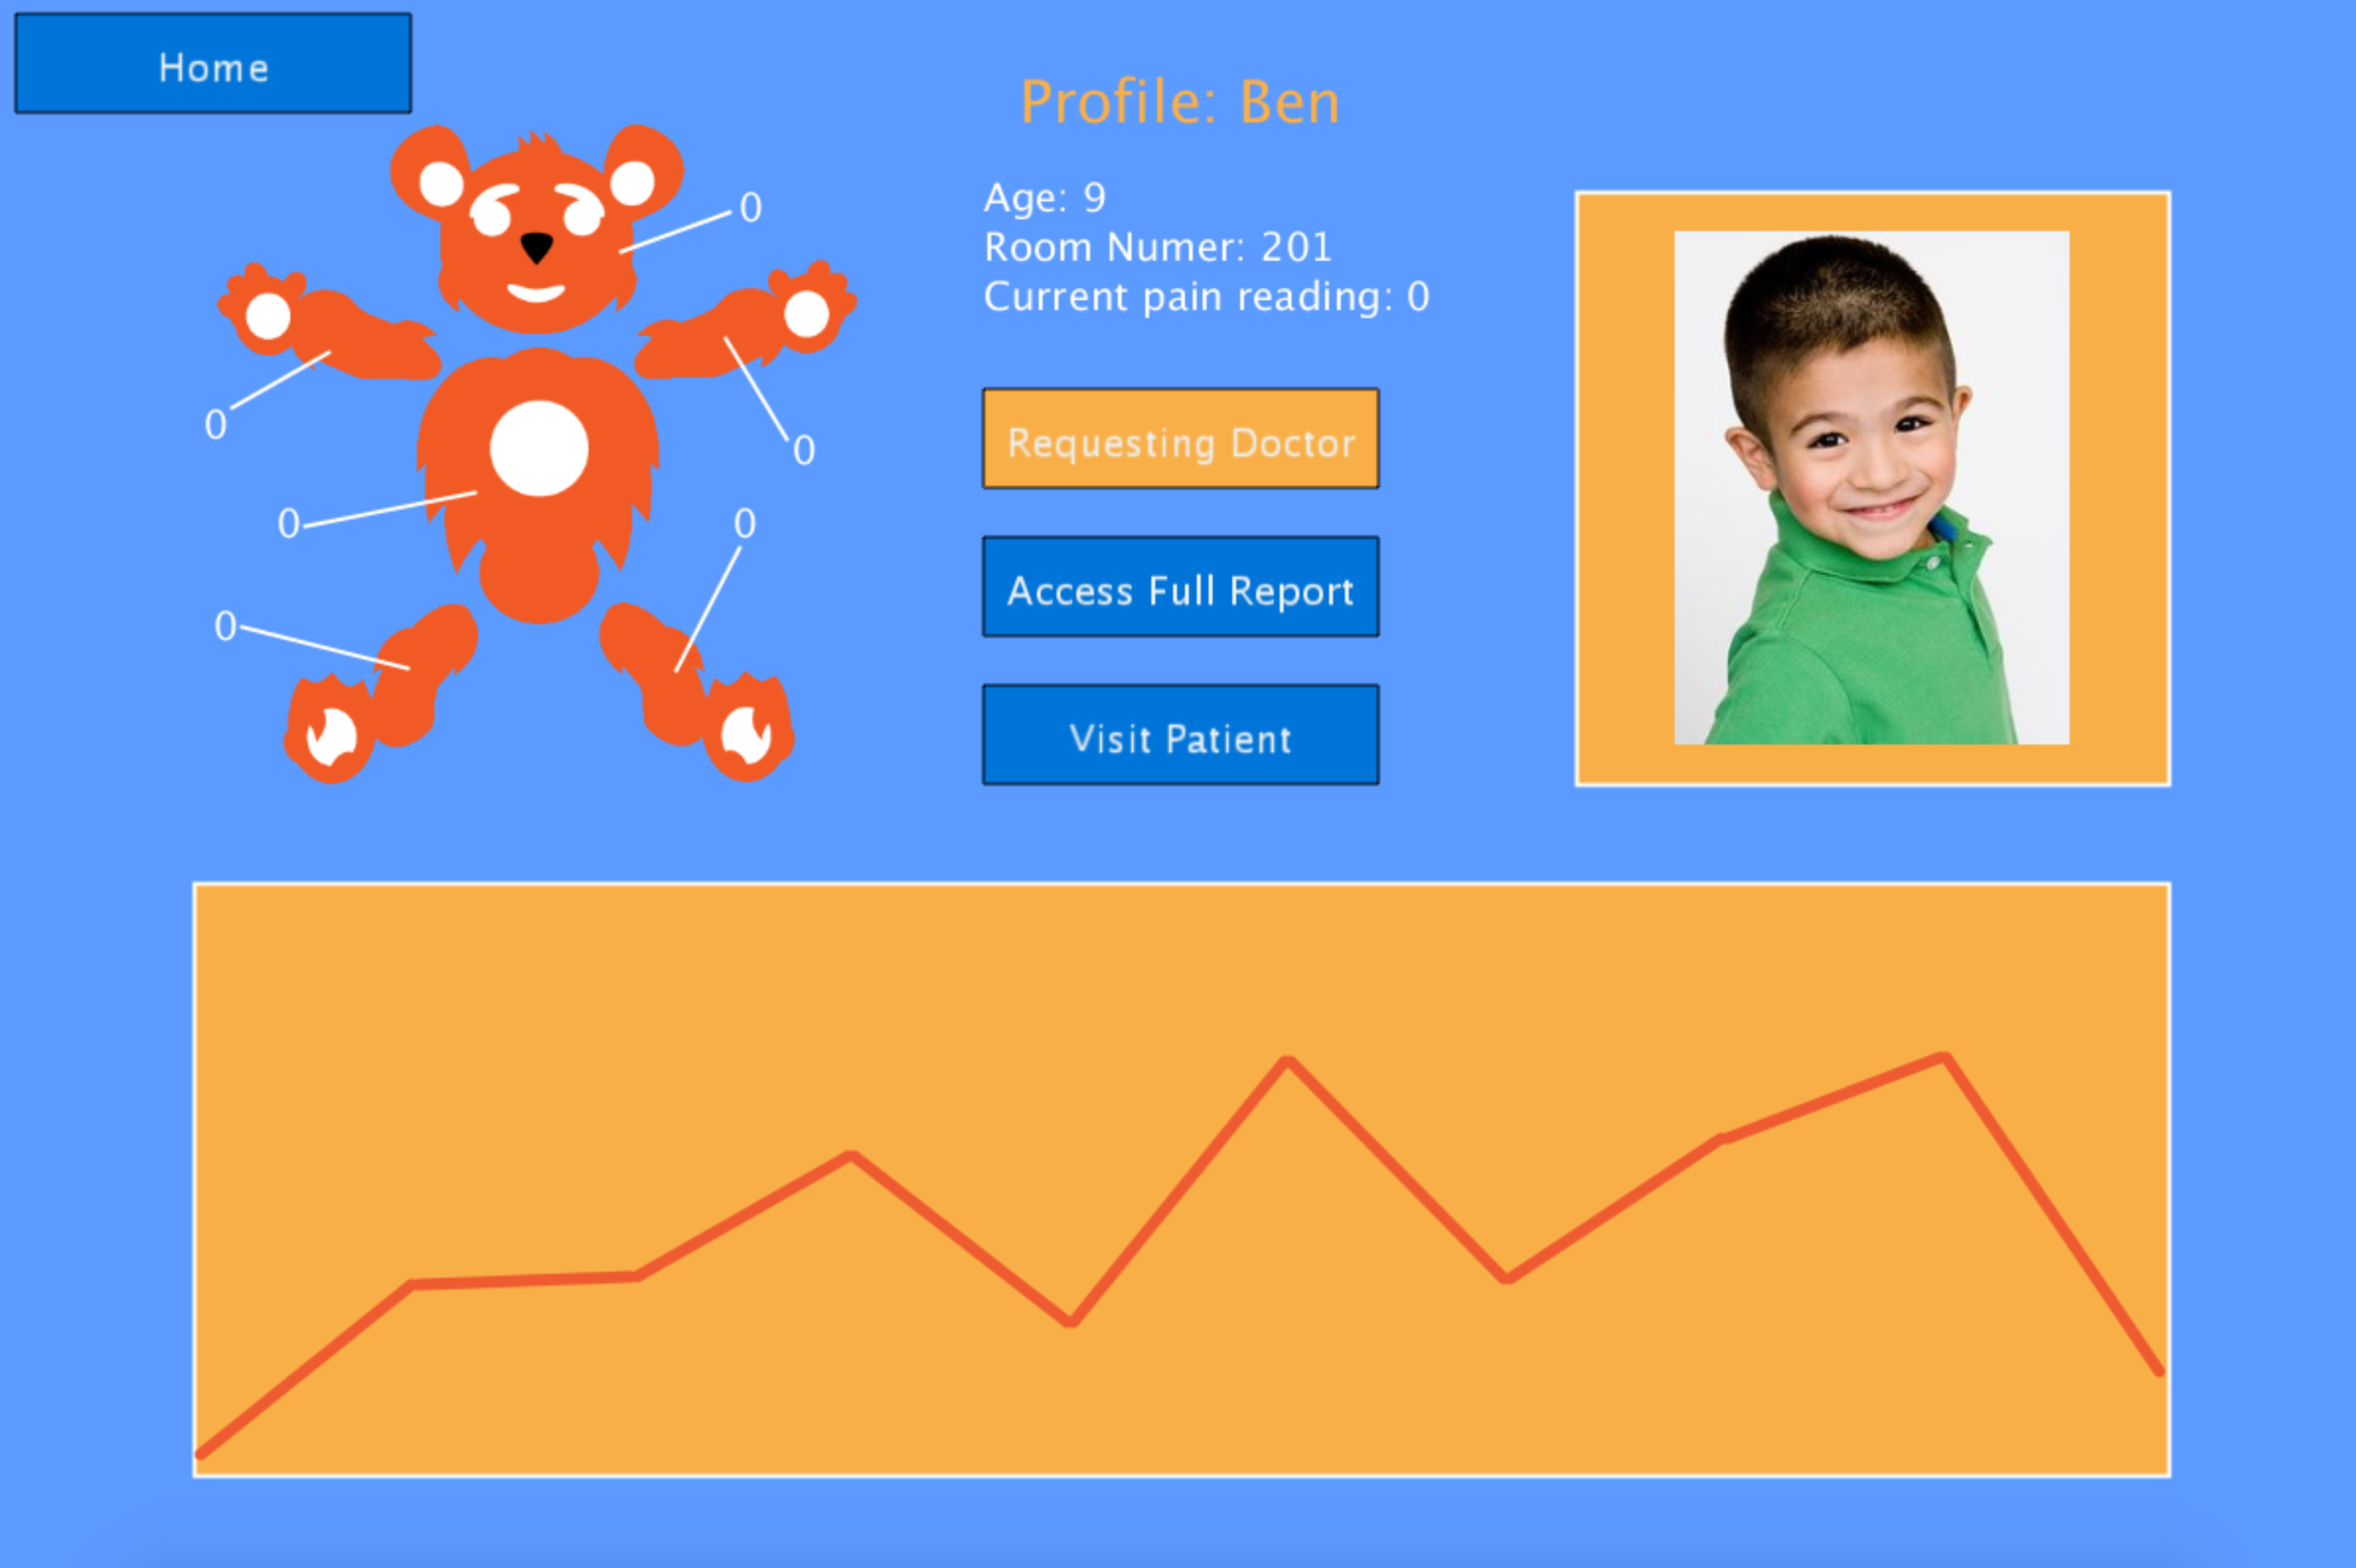 Home
Profile: Ben
Age: 9
Room Numer: 201
Current pain reading: 0
0
0
0
0
0
0
Requesting Doctor
Access Full Report
Visit Patient